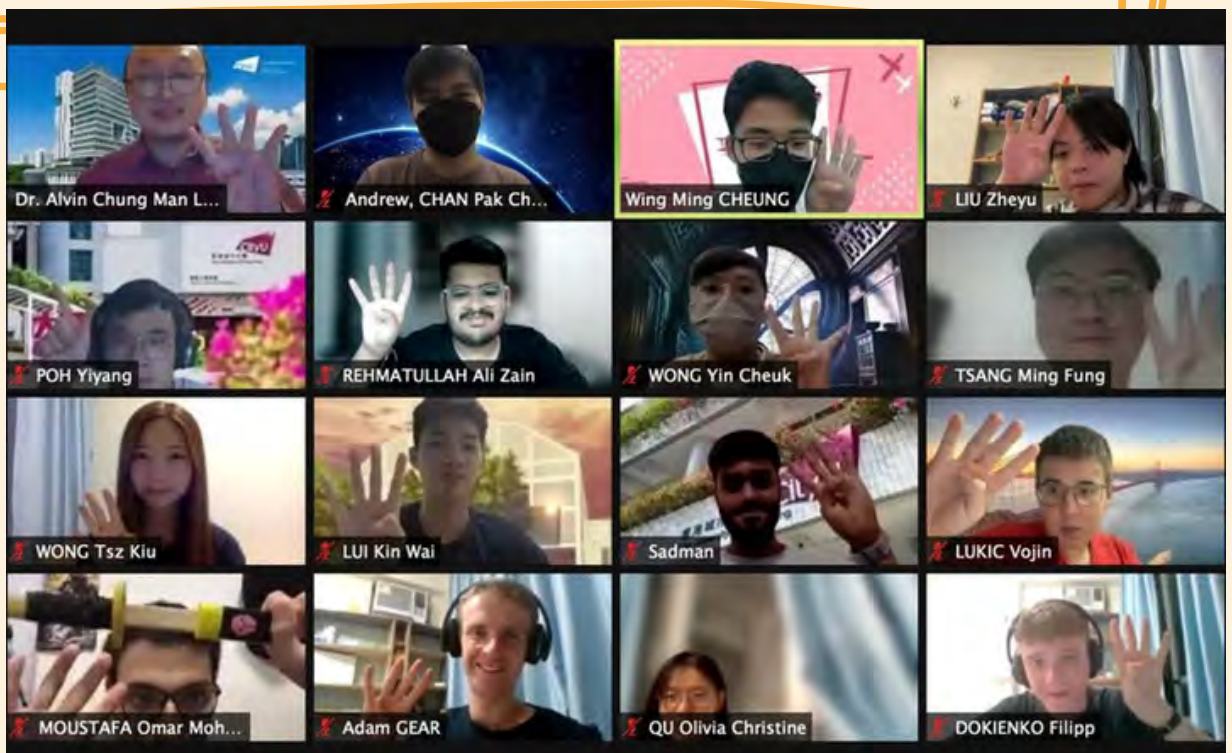 Dr. Alvin Chung Man L...
Andrew, CHAN Pak Ch...
Wing Ming CHEUNG
LIU Zheyu
CityU
POH Yiyang
REHMATULLAH Ali Zain
WONG Yin Cheuk
TSANG Ming Fung
WONG Tsz Kiu
LUI Kin Wai
Sadman
LUKIC Vojin
MOUSTAFA Omar Moh...
Adam GEAR
QU Olivia Christine
DOKIENKO Filipp